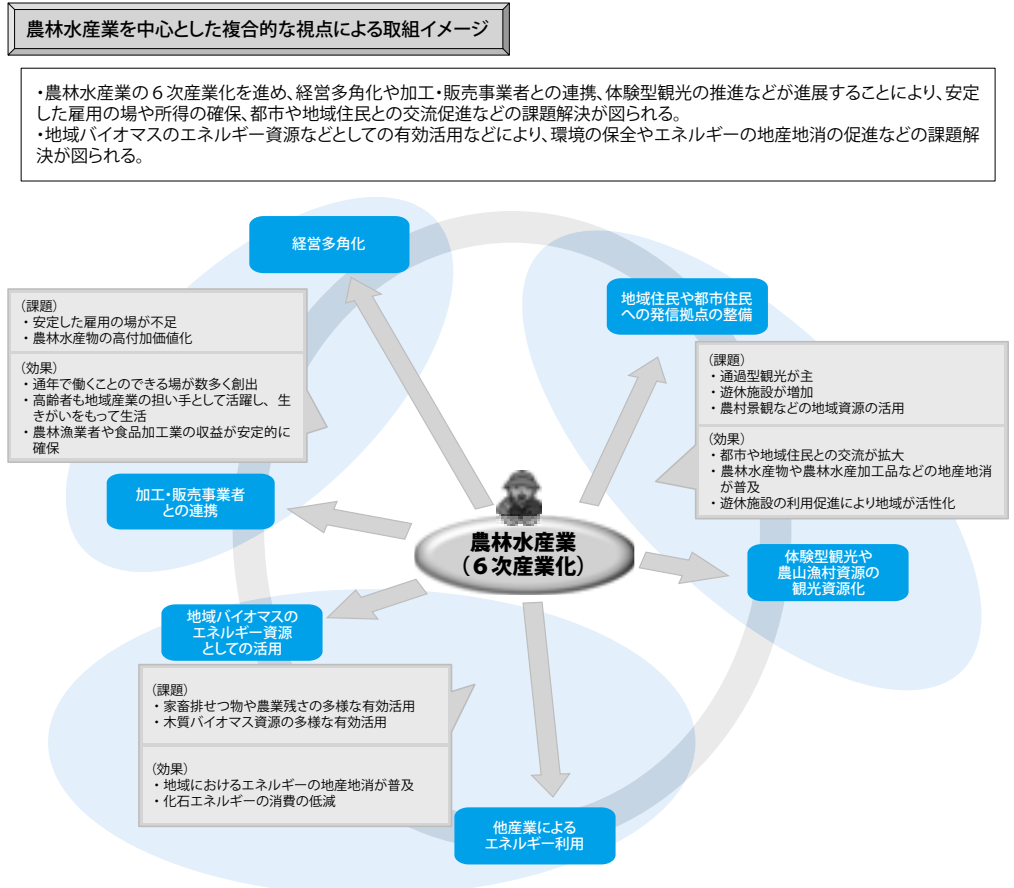 農林水産業を中心とした複合的な視点による取組イメージ
・農林水産業の6次産業化を進め、経営多角化や加工・販売事業者との連携、体験型観光の推進などが進展することにより、安定
した雇用の場や所得の確保、都市や地域住民との交流促進などの課題解決が図られる。
・地域バイオマスのエネルギー資源などとしての有効活用などにより、環境の保全やエネルギーの地産地消の促進などの課題解
決が図られる。
経営多角化
(課題)
・安定した雇用の場が不足
・農林水産物の高付加価値化
(効果)
・通年で働くことのできる場が数多く創出
・高齢者も地域産業の担い手として活躍し、生
きがいをもって生活
・農林漁業者や食品加工業の収益が安定的に
確保
加工・販売事業者
との連携
地域住民や都市住民
への発信拠点の整備
(課題)
・通過型観光が主
・遊休施設が増加
・農村景観などの地域資源の活用
(効果)
・都市や地域住民との交流が拡大
・農林水産物や農林水産加工品などの地産地消
が普及
・遊休施設の利用促進により地域が活性化
体験型観光や
農山漁村資源の
観光資源化
農林水産業
(6次産業化)
地域バイオマスの
エネルギー資源
としての活用
(課題)
・家畜排せつ物や農業残さの多様な有効活用
・木質バイオマス資源の多様な有効活用
(効果)
・地域におけるエネルギーの地産地消が普及
・化石エネルギーの消費の低減
他産業による
エネルギー利用